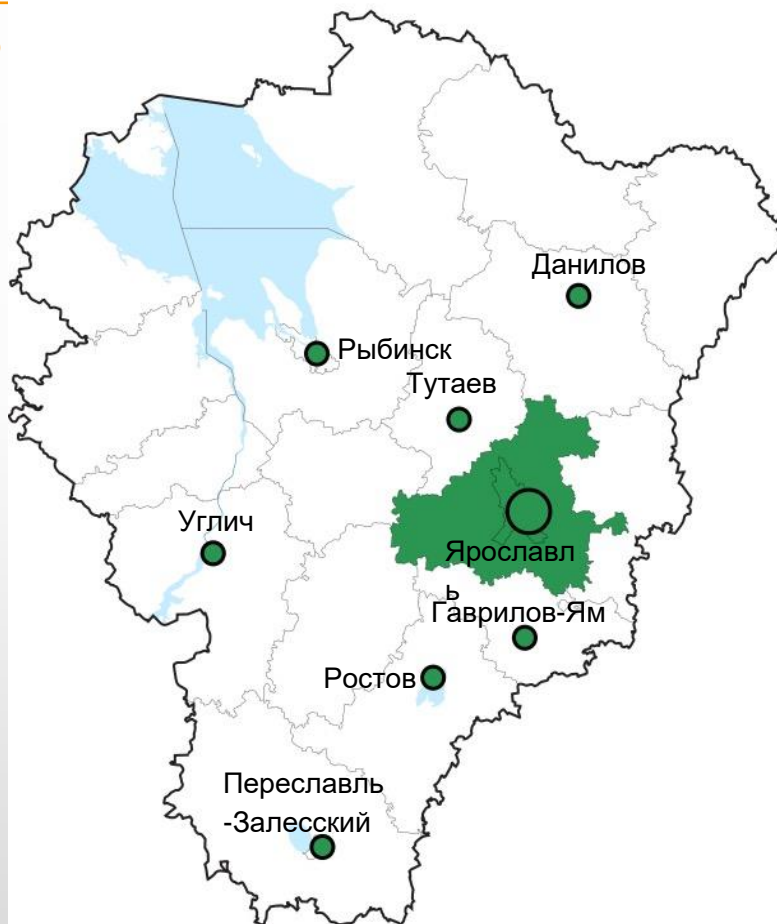 Данилов
Рыбинск
Тутаев
Углич
Ярославл
ь
Гаврилов-Ям
Ростов
Переславль
-Залесский